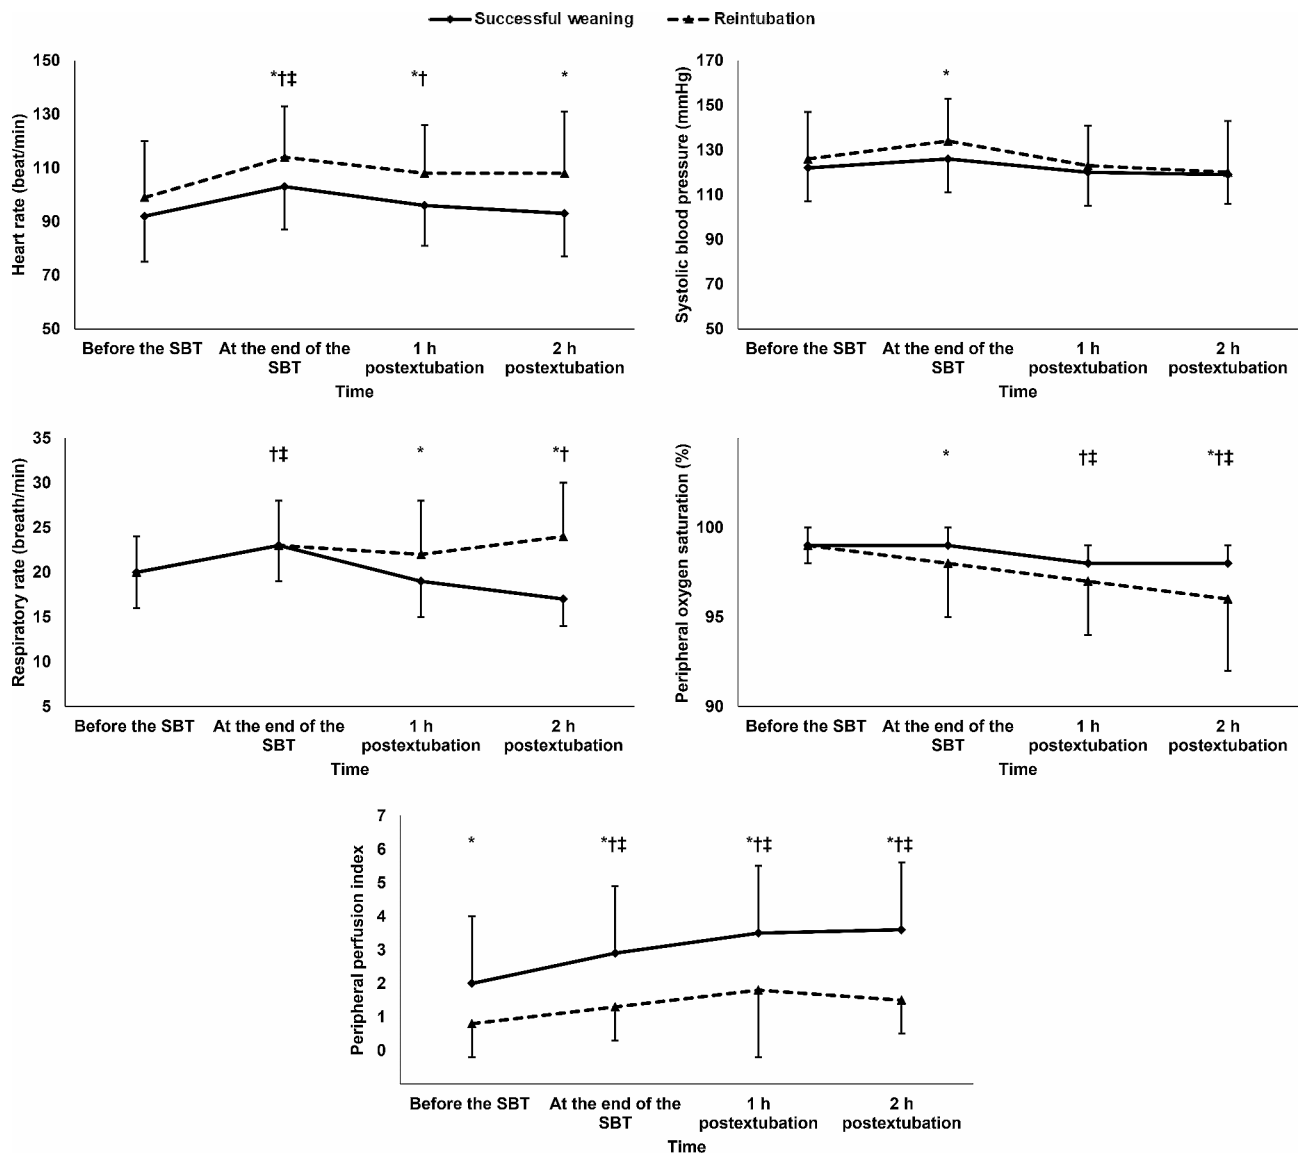 Successful weaning
Reintubation
Heart rate (beat/min)
150
130
110
90
70
50
*†‡
*†
*
Before the SBT
At the end of the
SBT
1 h
postextubation
2 h
postextubation
Time
Systolic blood pressure (mmHg)
170
150
130
110
90
70
50
*
Before the SBT
At the end of the
SBT
1 h
postextubation
2 h
postextubation
Time
Respiratory rate (breath/min)
35
30
25
20
15
10
5
†‡
*
*†
Before the SBT
At the end of the
SBT
1 h
postextubation
2 h
postextubation
Time
Peripheral oxygen saturation (%)
100
95
90
*
†‡
*†‡
Before the SBT
At the end of the
SBT
1 h
postextubation
2 h
postextubation
Time
Peripheral perfusion index
7
6
5
4
3
2
1
0
*
*†‡
*†‡
*†‡
Before the SBT
At the end of the
SBT
1 h
postextubation
2 h
postextubation
Time